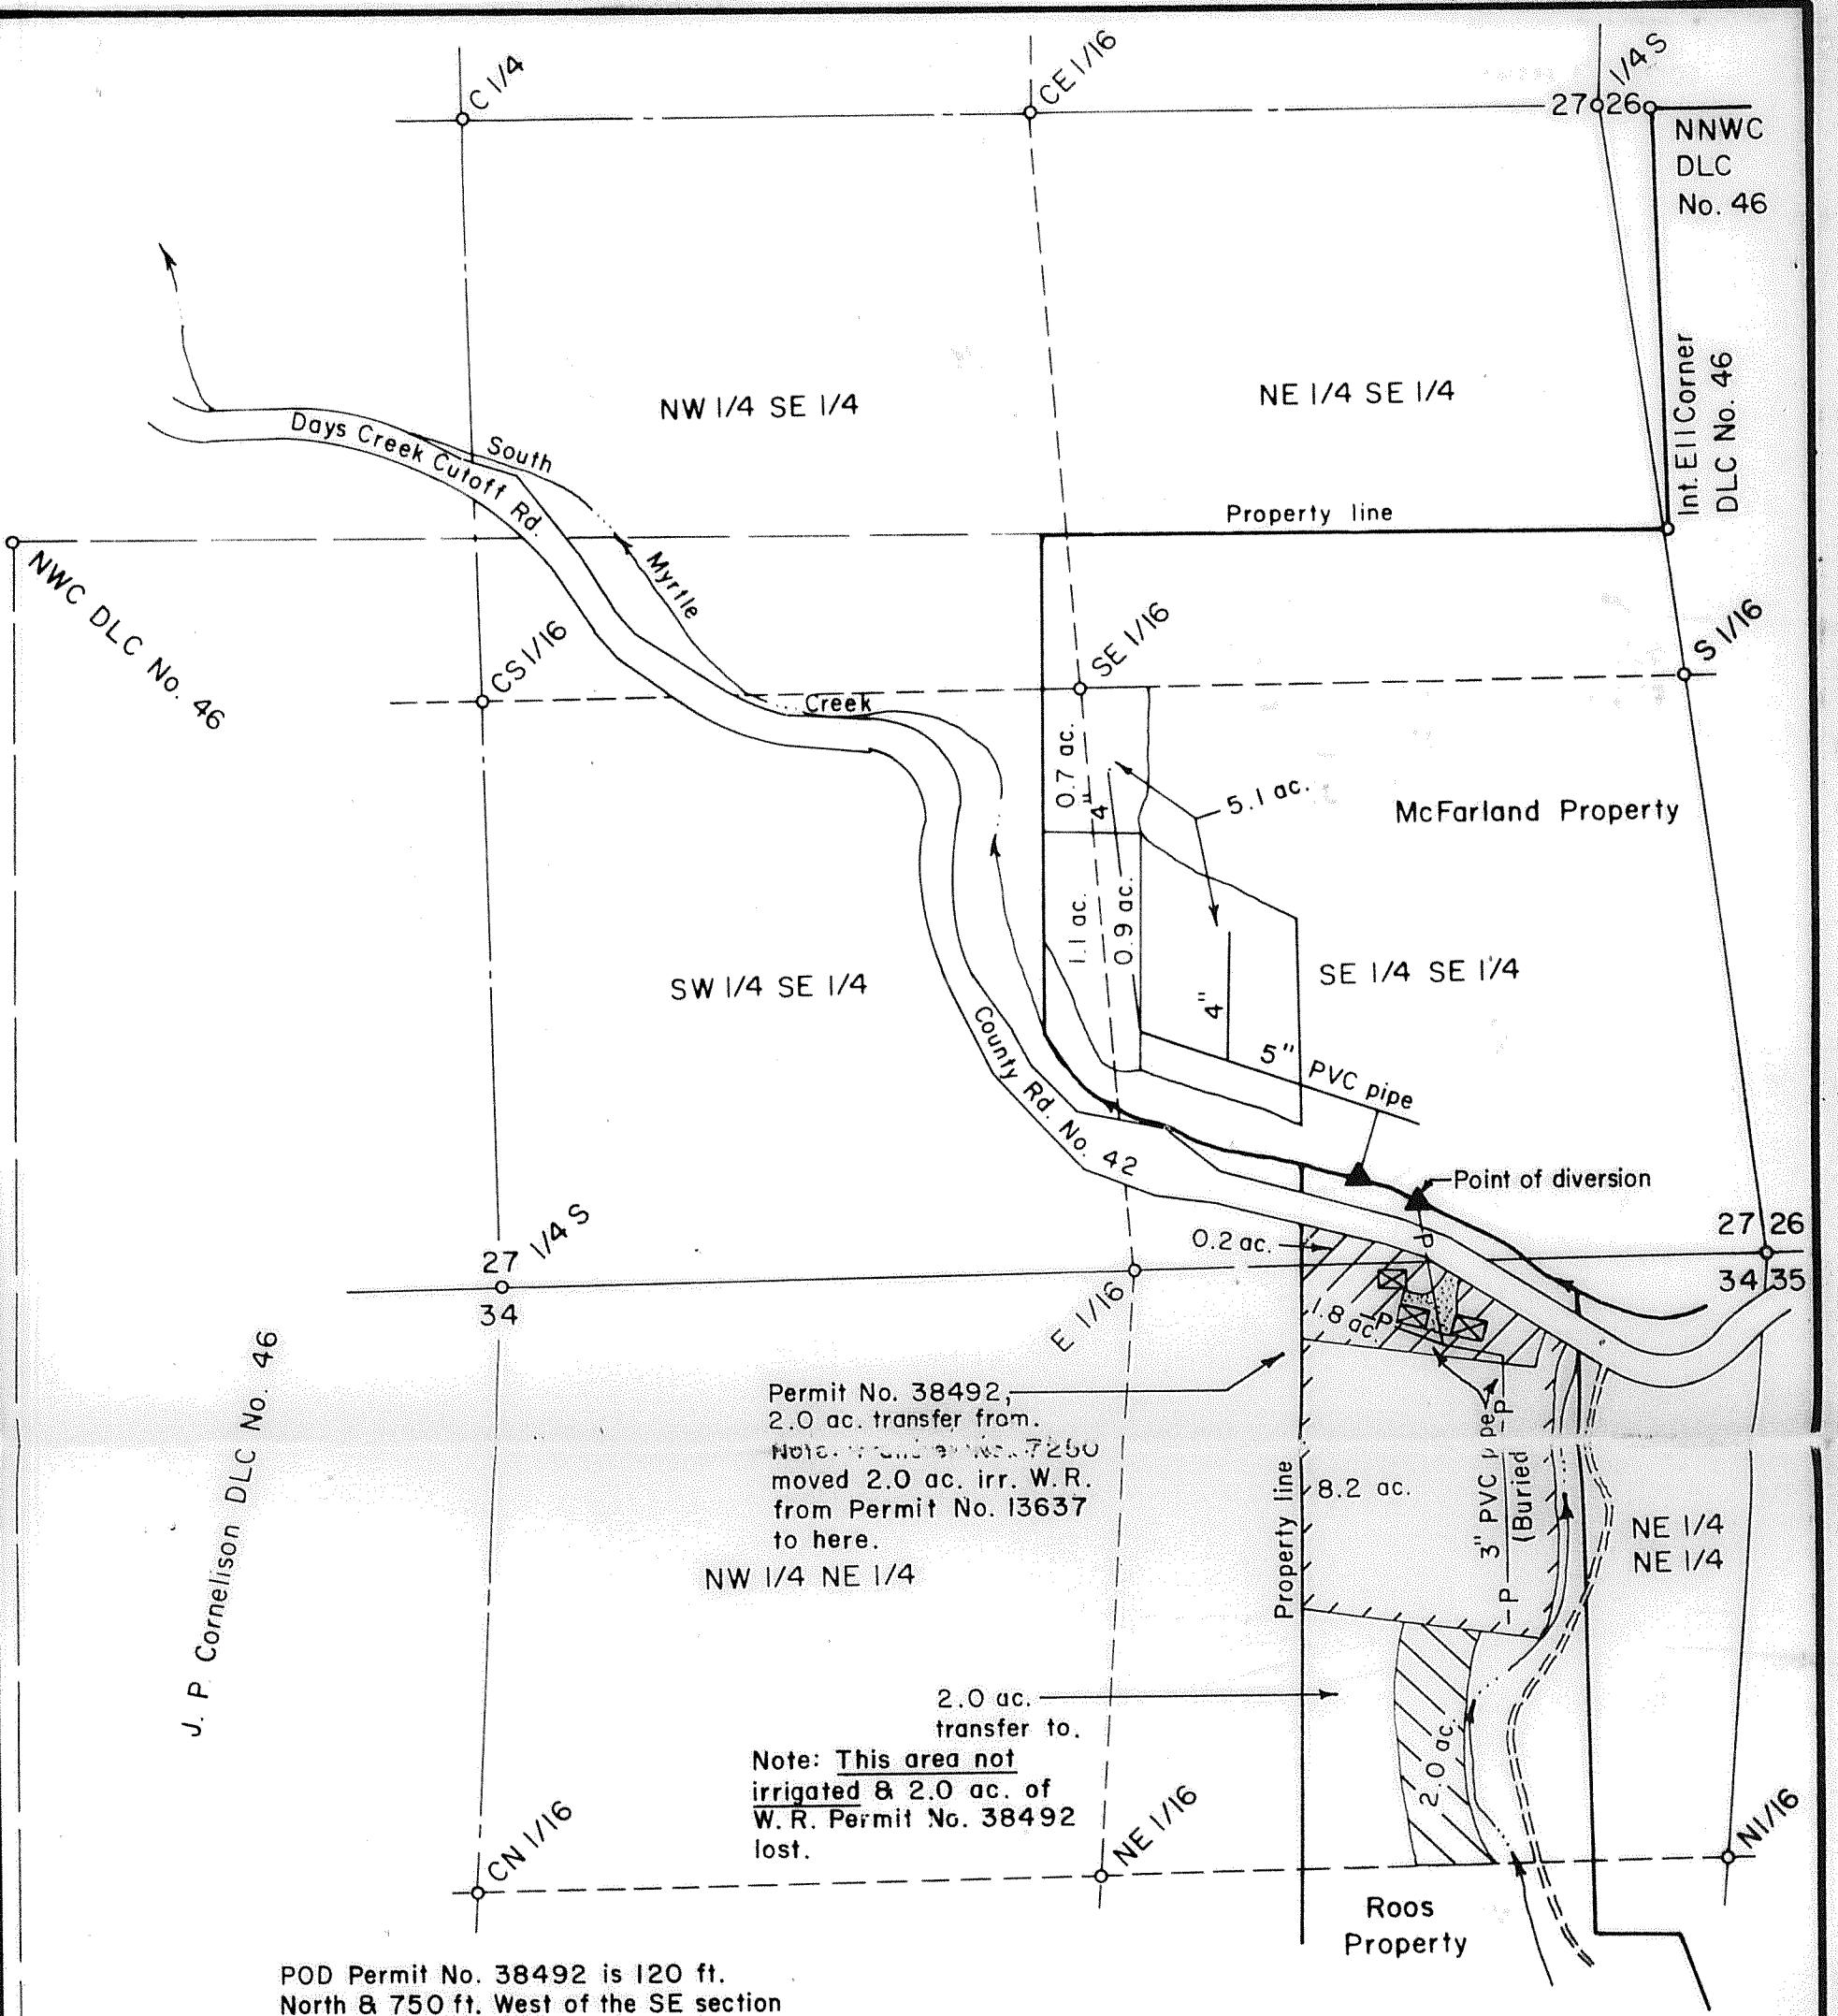 C 1/4
CE 1/16
1/4 S
27 26
NNWC
DLC
No. 46
NW 1/4 SE 1/4
NE 1/4 SE 1/4
Int. Ell Corner
DLC No. 46
Days Creek Cutoff Rd.
South
Myrtle
Creek
Property line
NWC DLC No. 46
CS 1/16
SE 1/16
S 1/16
0.7 ac.
4"
5.1 ac.
McFarland Property
1.1 ac.
0.9 ac.
SW 1/4 SE 1/4
SE 1/4 SE 1/4
4"
5" PVC pipe
County Rd. No. 42
Point of diversion
27 26
34 35
0.2 ac.
27 1/4 S
34
E 1/16
1.8 ac.
P
P
J. P. Cornelison DLC No. 46
Permit No. 38492,
2.0 ac. transfer from.
Note: 7260
moved 2.0 ac. irr. W.R.
from Permit No. 13637
to here.
NW 1/4 NE 1/4
Property line
8.2 ac.
3" PVC pipe
(Buried
P
P
NE 1/4
NE 1/4
2.0 ac.
transfer to.
Note: This area not
irrigated & 2.0 ac. of
W. R. Permit No. 38492
lost.
2.0 ac.
CN 1/16
NE 1/16
N 1/16
Roos
Property
POD Permit No. 38492 is 120 ft.
North & 750 ft. West of the SE section